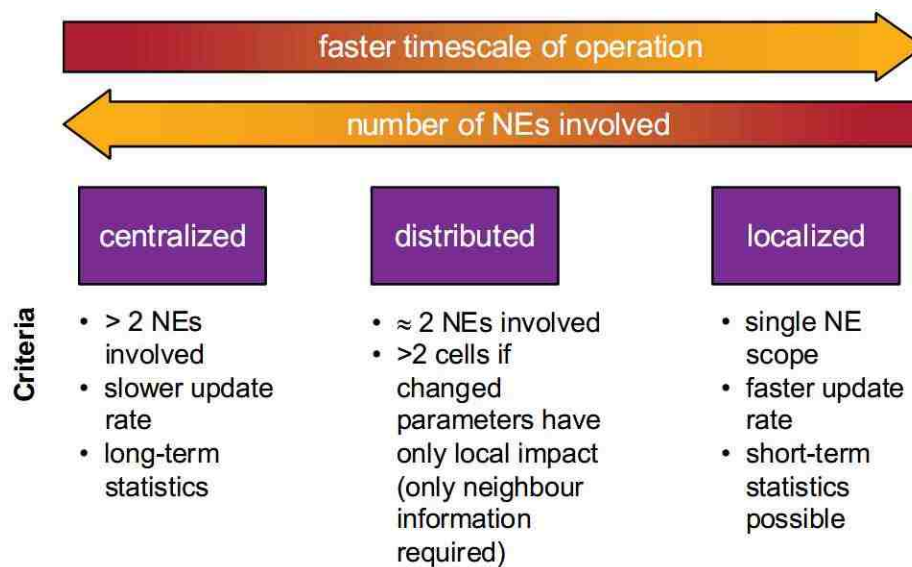 faster timescale of operation
number of NEs involved
centralized
distributed
localized
Criteria
• > 2 NEs
involved
• slower update
rate
• long-term
statistics
• ≈ 2 NEs involved
• >2 cells if
changed
parameters have
only local impact
(only neighbour
information
required)
• single NE
scope
• faster update
rate
• short-term
statistics
possible